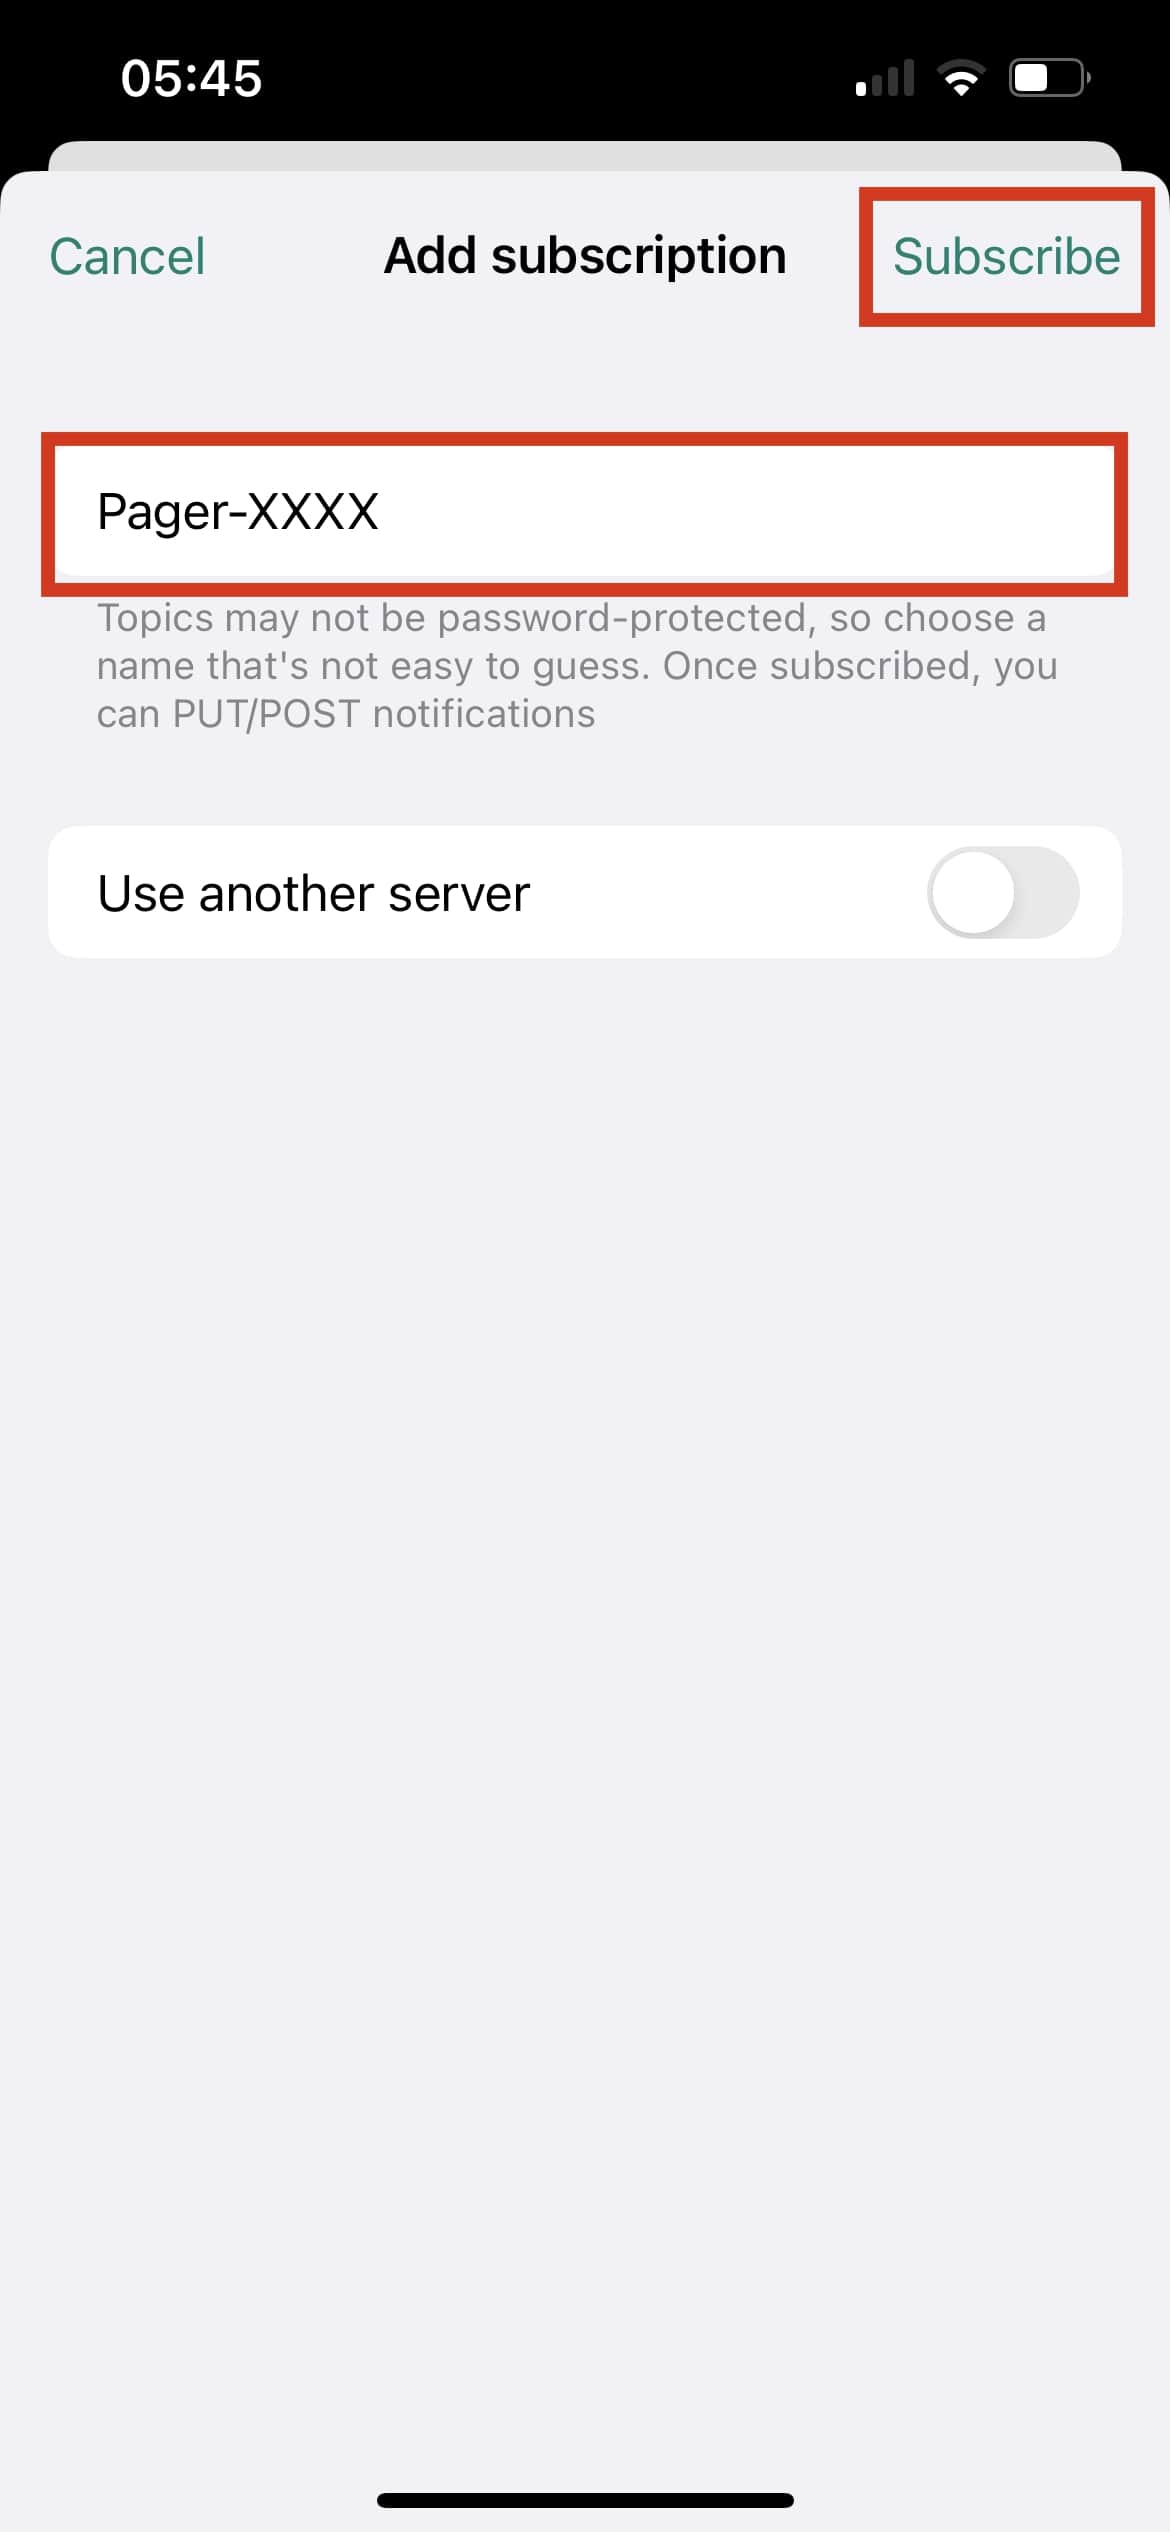 05:45
Cancel
Add subscription
Subscribe
Pager-XXXX
Topics may not be password-protected, so choose a
name that's not easy to guess. Once subscribed, you
can PUT/POST notifications
Use another server